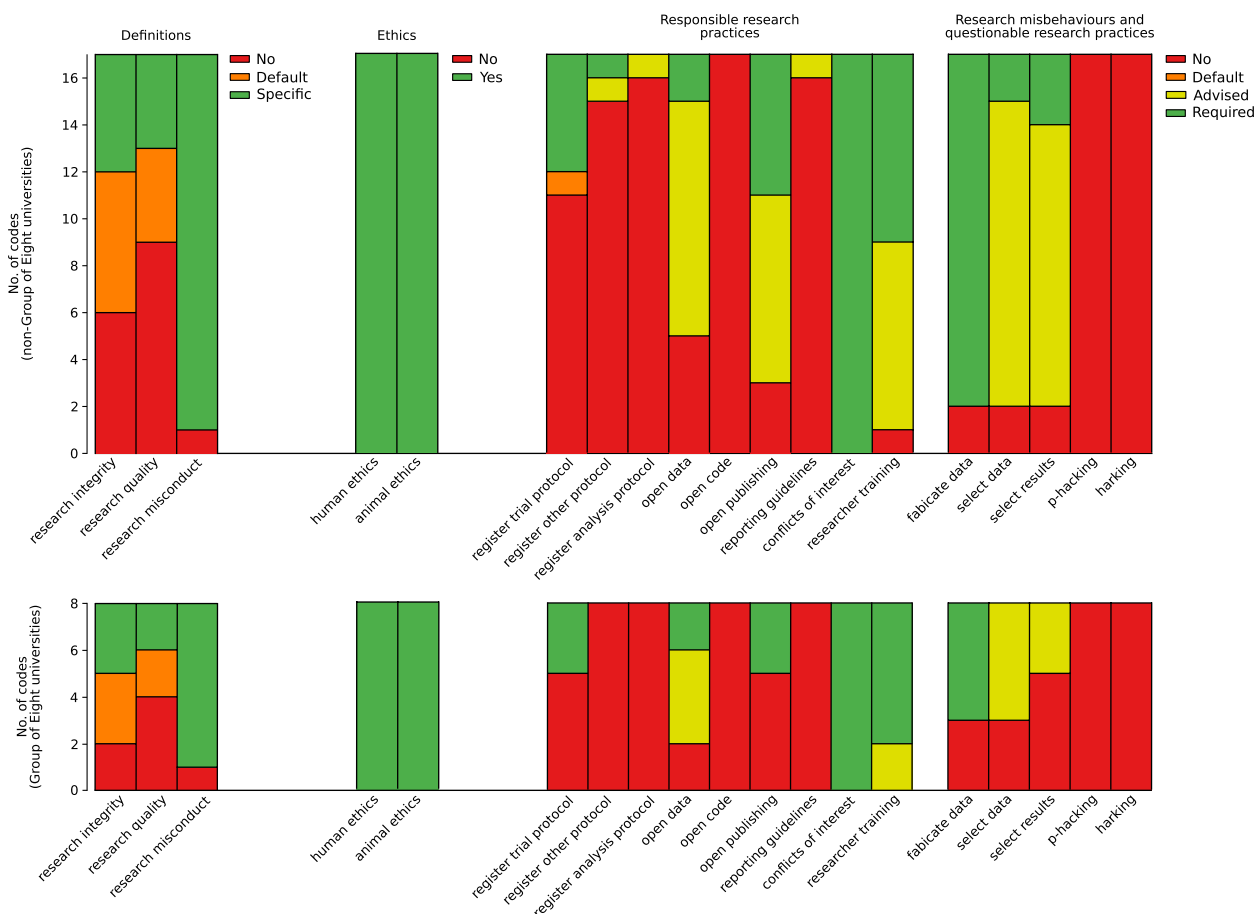 Definitions
Ethics
Responsible research
practices
Research misbehaviours and
questionable research practices
No
Default
Specific
No
Yes
No
Default
Advised
Required
No. of codes
(non-Group of Eight universities)
16
14
12
10
8
6
4
2
0
research integrity
research quality
research misconduct
human ethics
animal ethics
register trial protocol
register other protocol
register analysis protocol
open data
open code
open publishing
reporting guidelines
conflicts of interest
researcher training
fabicate data
select data
select results
p-hacking
harking
No. of codes
(Group of Eight universities)
8
6
4
2
0
research integrity
research quality
research misconduct
human ethics
animal ethics
register trial protocol
register other protocol
register analysis protocol
open data
open code
open publishing
reporting guidelines
conflicts of interest
researcher training
fabicate data
select data
select results
p-hacking
harking